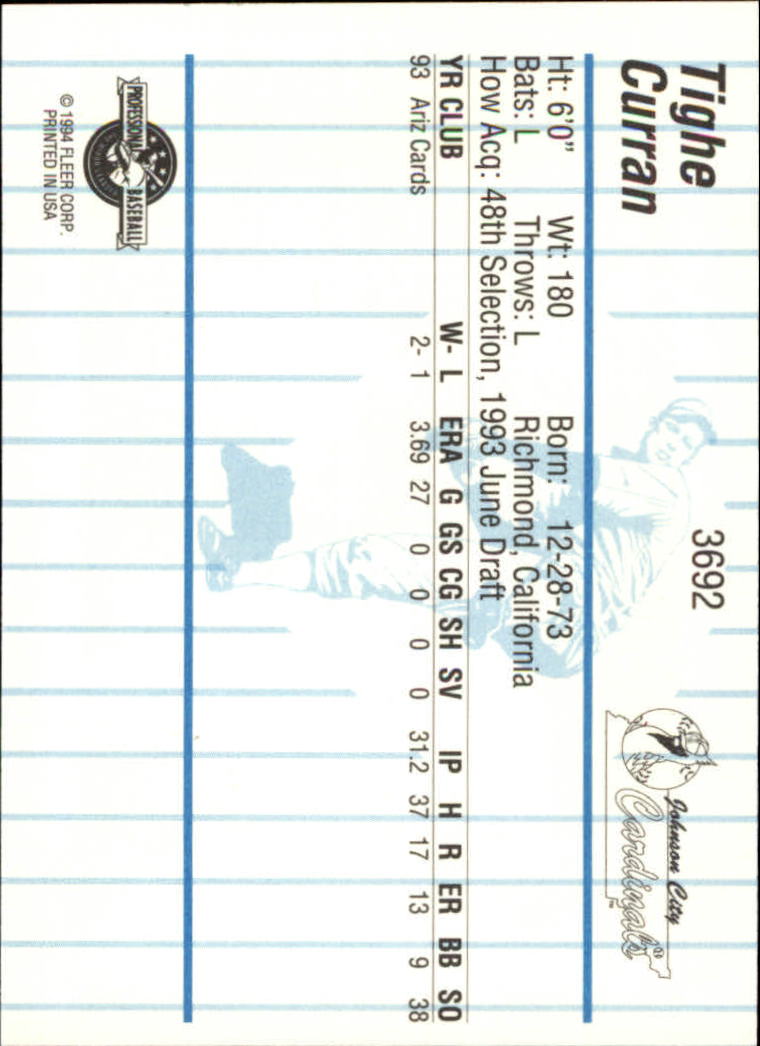 Tighe
Curran
3692
Johnson City
Cardinals
Ht: 6'0" Wt: 180 Born: 12-28-73
Bats: L Throws: L Richmond, California
How Acq: 48th Selection, 1993 June Draft
YR CLUB W- L ERA G GS CG SH SV IP H R ER BB SO
93 Ariz Cards 2- 1 3.69 27 0 0 0 0 31.2 37 17 13 9 38
PROFESSIONAL BASEBALL
© 1994 FLEER CORP.
PRINTED IN USA